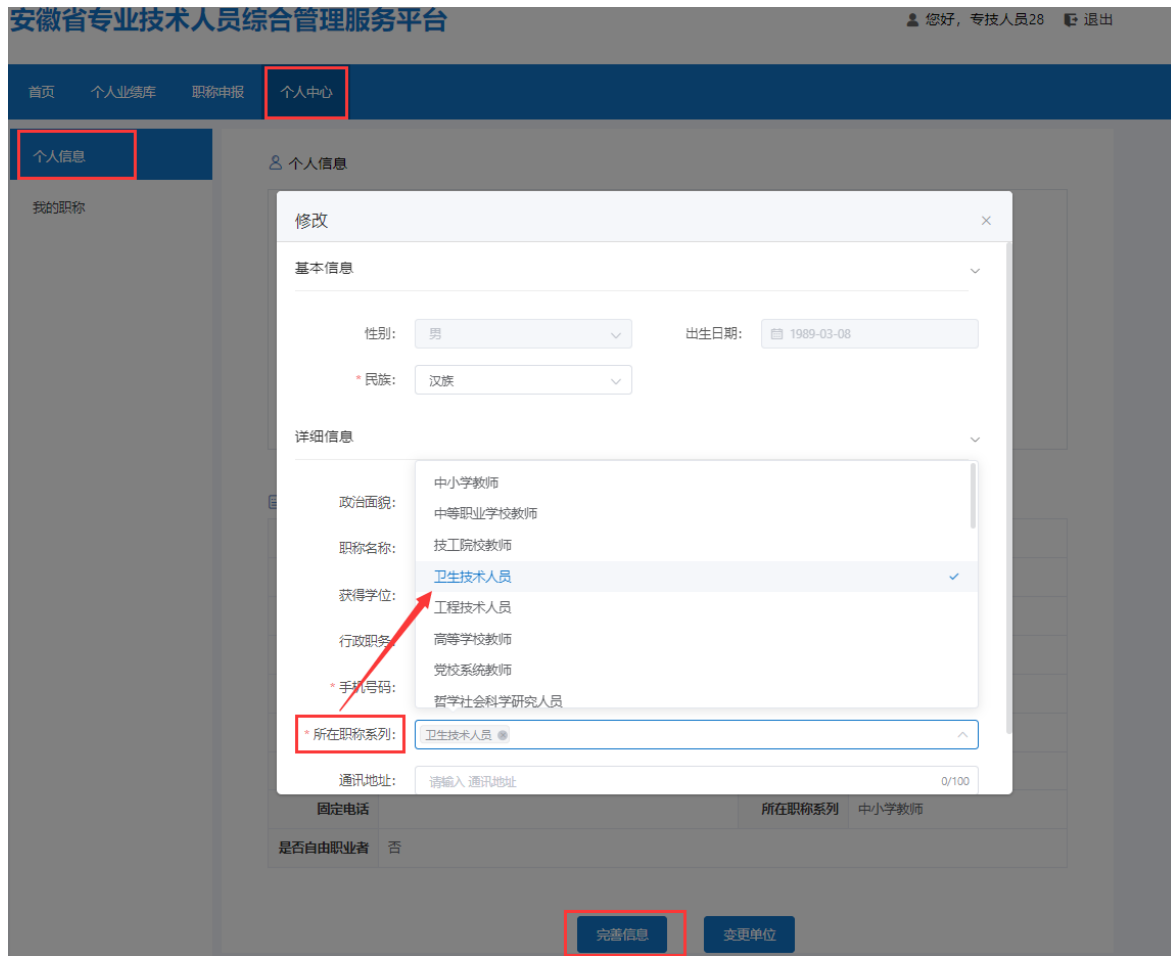 安徽省专业技术人员综合管理服务平台
您好，专技人员28 退出
首页 个人业绩库 职称申报 个人中心
个人信息
个人信息
我的职称
修改
基本信息
性别: 男 出生日期: 1989-03-08
* 民族: 汉族
详细信息
中小学教师
政治面貌:
中等职业学校教师
职称名称: 技工院校教师
卫生技术人员
获得学位:
工程技术人员
行政职务: 高等学校教师
党校系统教师
* 手机号码:
哲学社会科学研究人员
* 所在职称系列: 卫生技术人员
通讯地址: 请输入 通讯地址 0/100
固定电话 所在职称系列 中小学教师
是否自由职业者 否
完善信息 变更单位